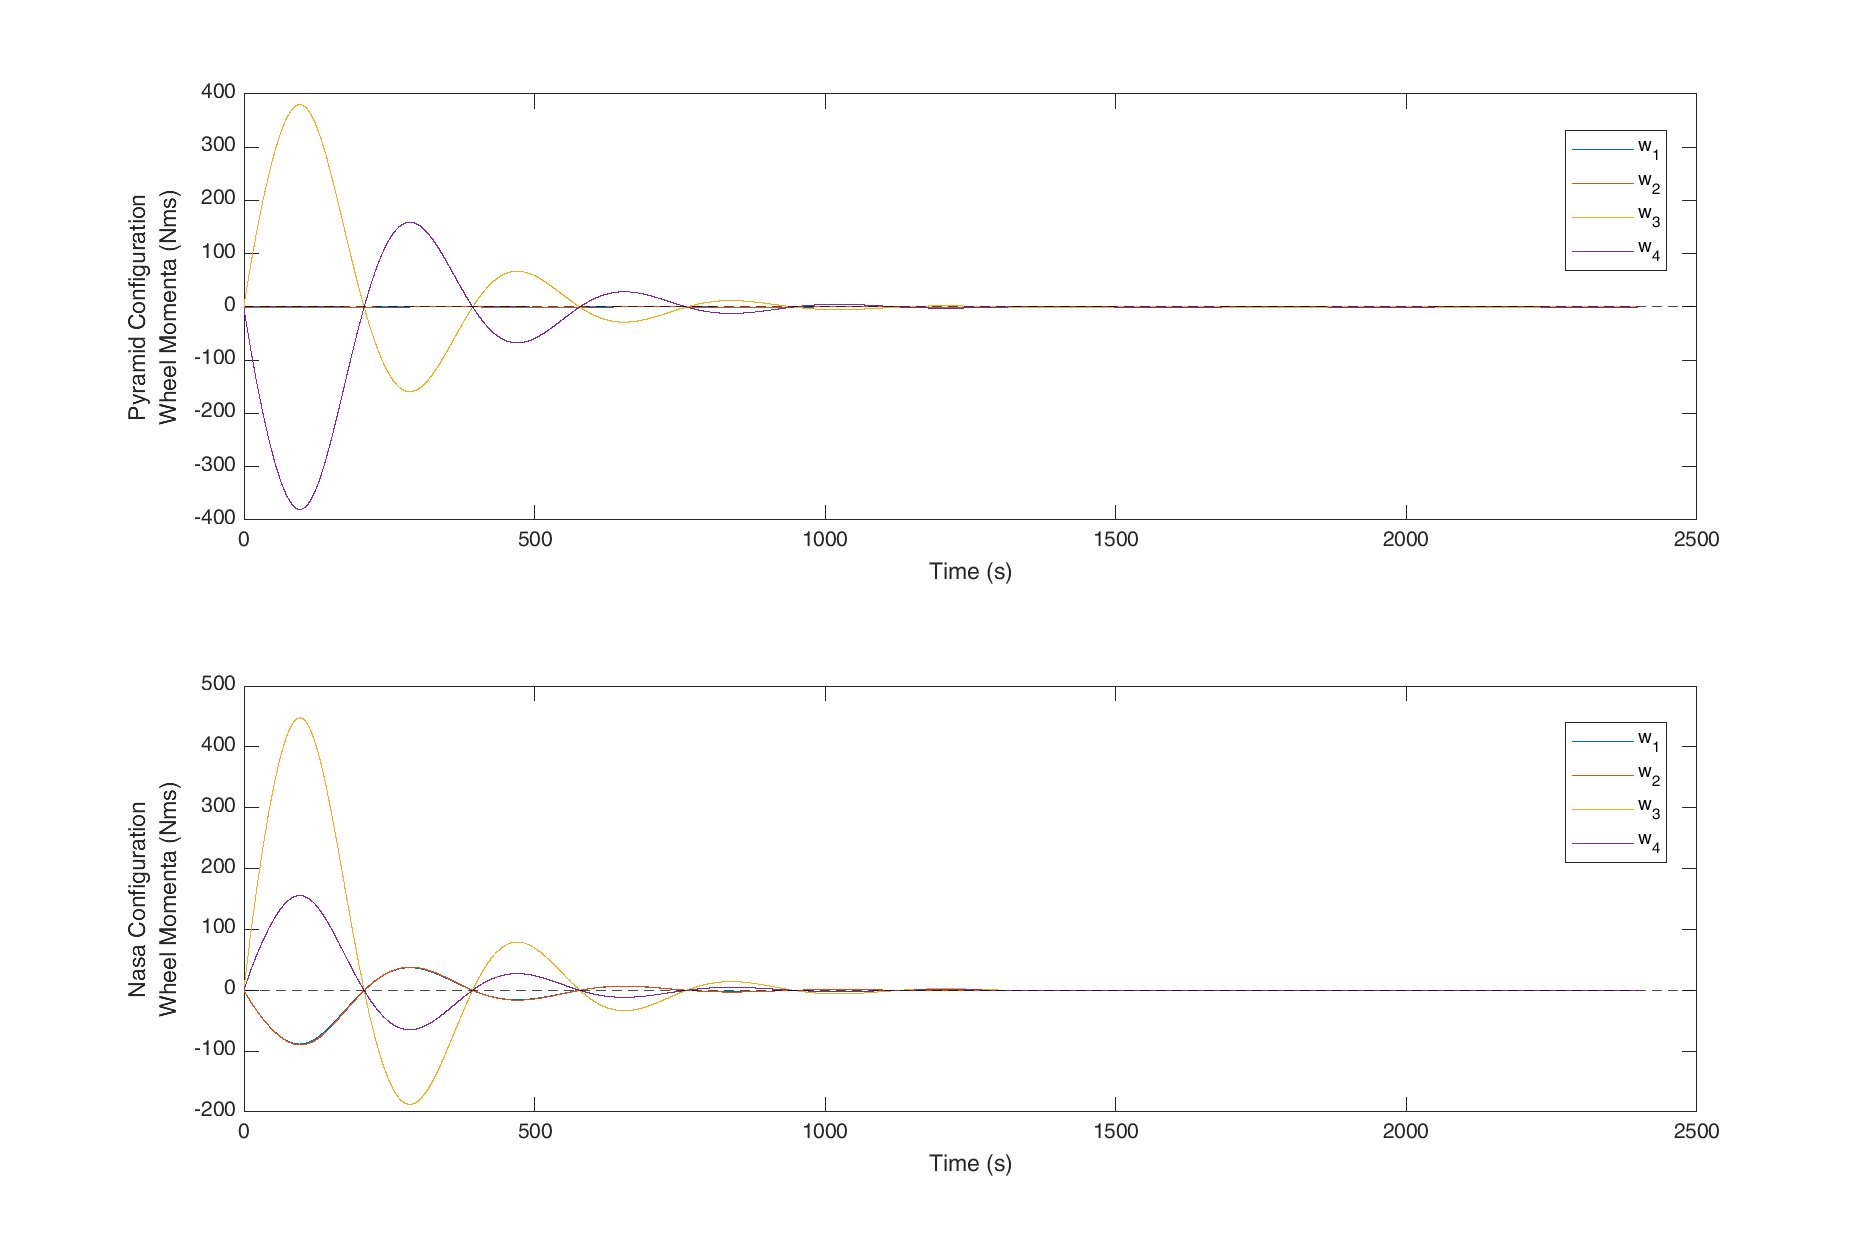 Pyramid Configuration
Wheel Momenta (Nms)
400
300
200
100
0
-100
-200
-300
-400
0 500 1000 1500 2000 2500
Time (s)
w1
w2
w3
w4
Nasa Configuration
Wheel Momenta (Nms)
500
400
300
200
100
0
-100
-200
0 500 1000 1500 2000 2500
Time (s)
w1
w2
w3
w4